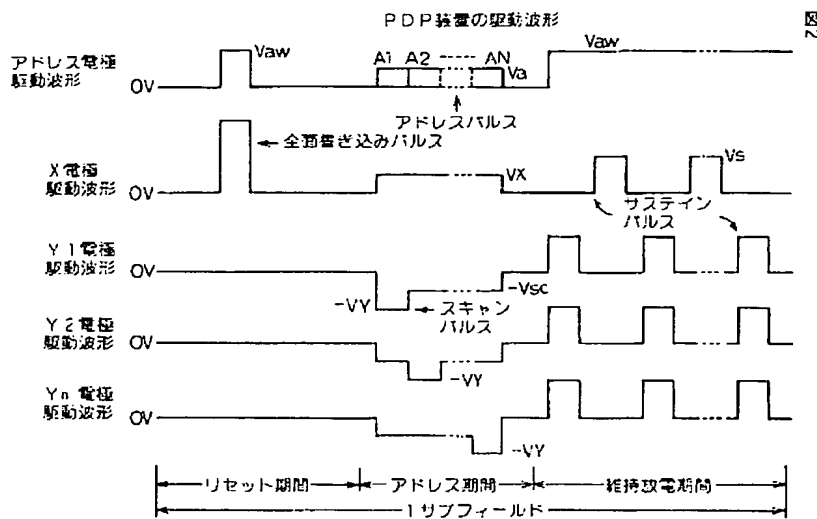 PDP装置の駆動波形
図2
アドレス電極
駆動波形
0V
Vaw
A1 A2 AN
Va
Vaw
アドレスパルス
X電極
駆動波形
0V
全面書き込みパルス
VX
Vs
サステイン
パルス
Y1電極
駆動波形
0V
-VY
-Vsc
スキャン
パルス
Y2電極
駆動波形
0V
-VY
Yn電極
駆動波形
0V
-VY
リセット期間
アドレス期間
維持放電期間
1サブフィールド